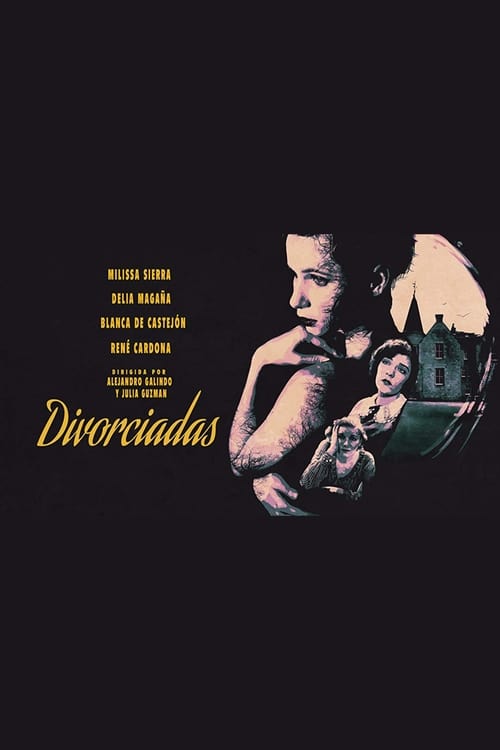 MILISSA SIERRA
DELIA MAGAÑA
BLANCA DE CASTEJÓN
RENÉ CARDONA
DIRIGIDA POR
ALEJANDRO GALINDO
Y JULIA GUZMAN
Divorciadas